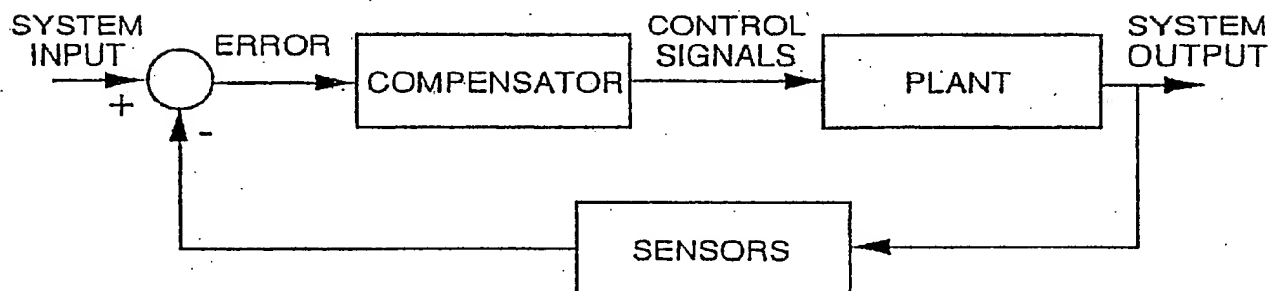 SYSTEM
INPUT
ERROR
COMPENSATOR
CONTROL
SIGNALS
PLANT
SYSTEM
OUTPUT
+
-
SENSORS